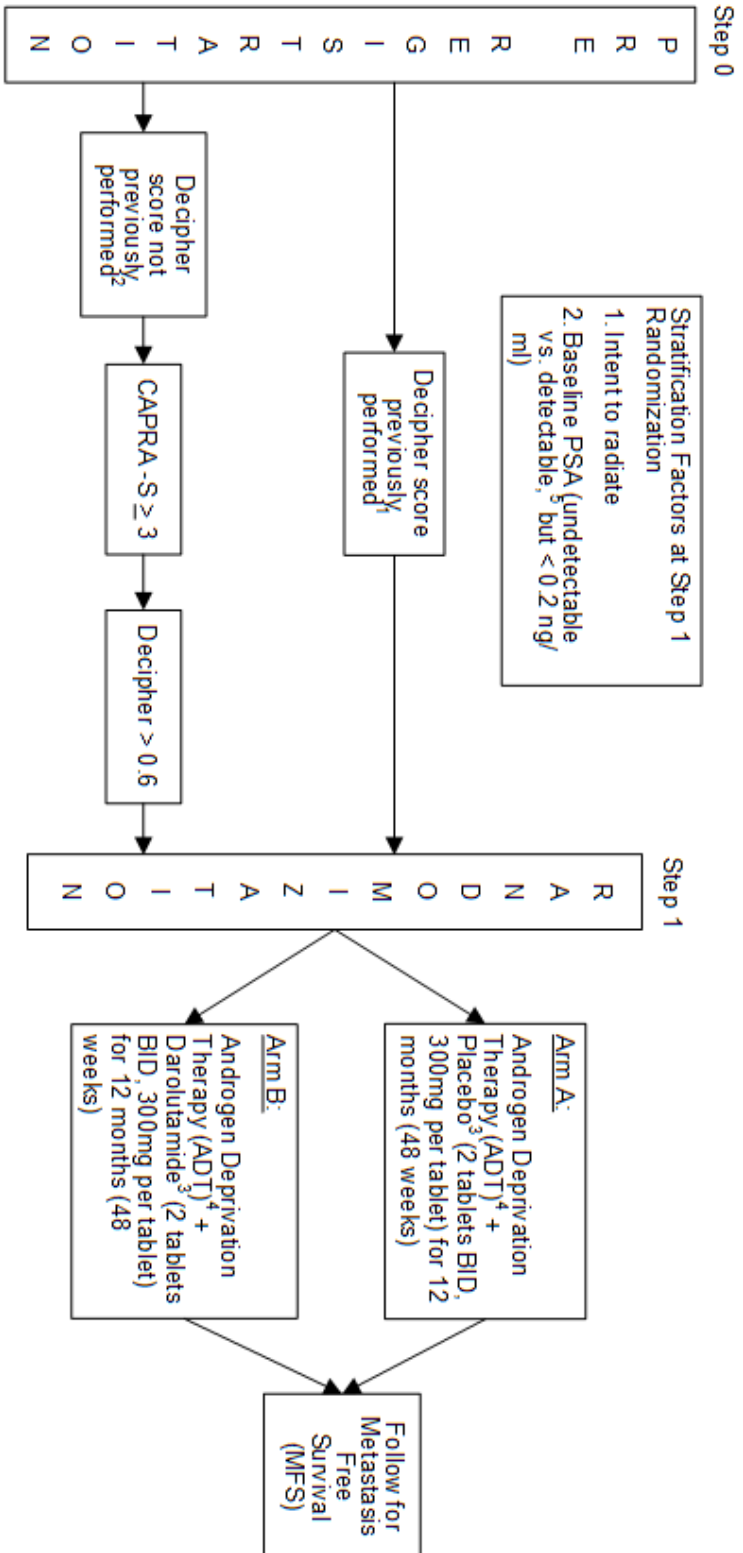 Step 0
P R E R E G I S T R A T I O N
Stratification Factors at Step 1
Randomization
1. Intent to radiate
2. Baseline PSA (undetectable
vs. detectable,⁵ but < 0.2 ng/
ml)
Decipher score
previously
performed¹
Decipher
score not
previously
performed²
CAPRA -S ≥ 3
Decipher > 0.6
Step 1
R A N D O M I Z A T I O N
Arm A:
Androgen Deprivation
Therapy (ADT)⁴ +
Placebo³ (2 tablets BID,
300mg per tablet) for 12
months (48 weeks)
Arm B:
Androgen Deprivation
Therapy (ADT)⁴ +
Darolutamide³ (2 tablets
BID, 300mg per tablet)
for 12 months (48
weeks)
Follow for
Metastasis
Free
Survival
(MFS)